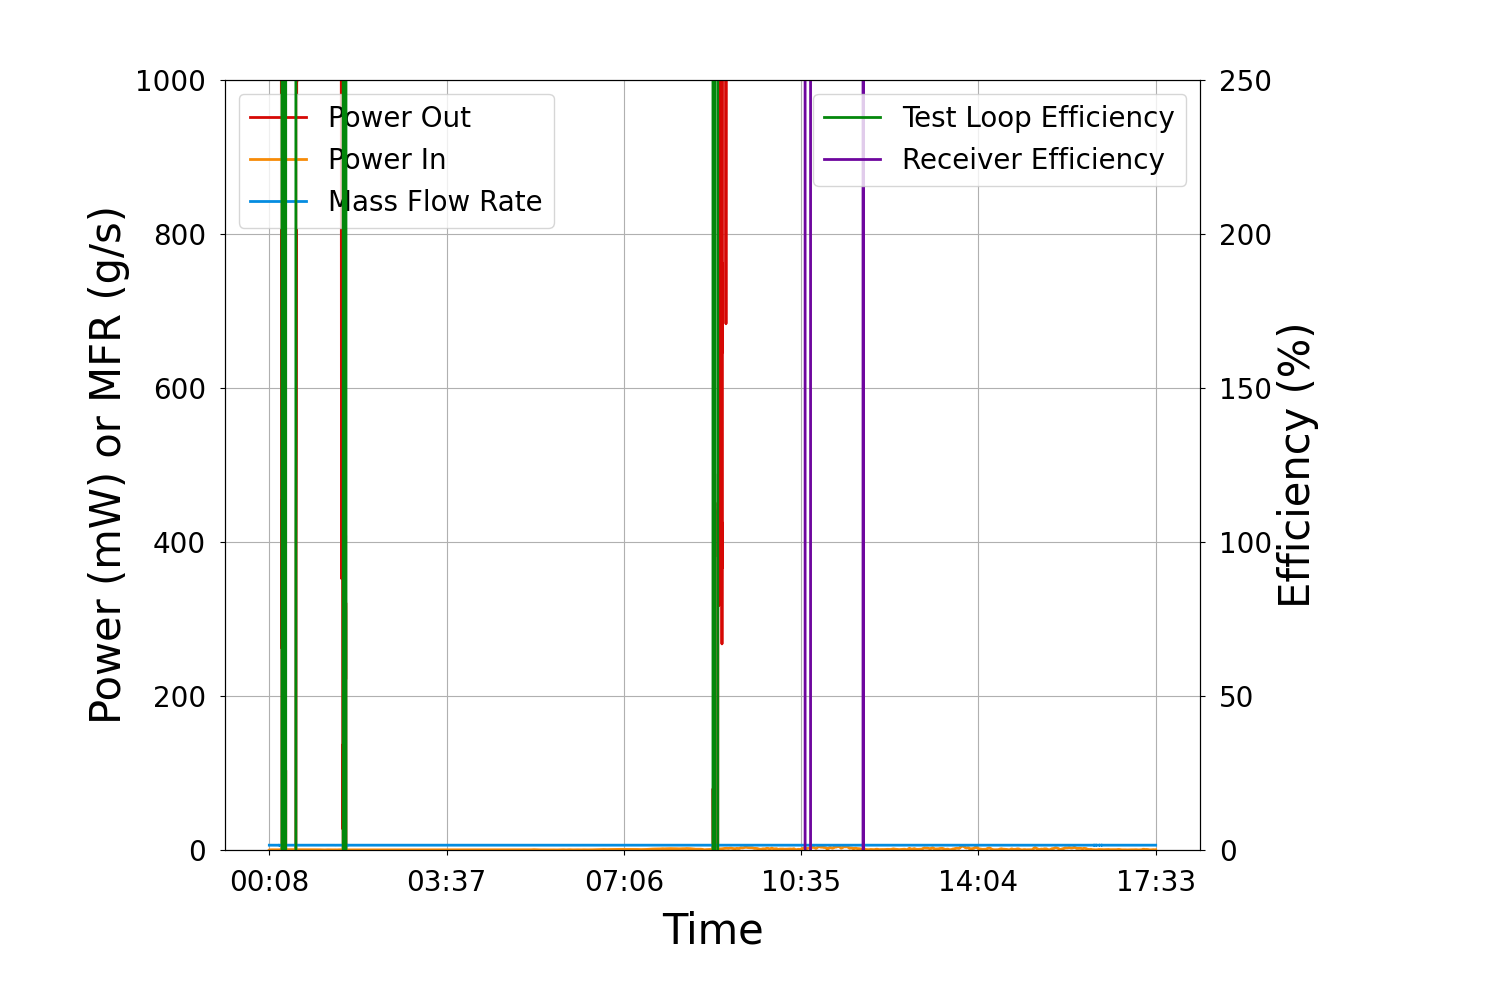 1000
800
600
400
200
0
Power (mW) or MFR (g/s)
Power Out
Power In
Mass Flow Rate
Test Loop Efficiency
Receiver Efficiency
250
200
150
100
50
0
Efficiency (%)
00:08 03:37 07:06 10:35 14:04 17:33
Time